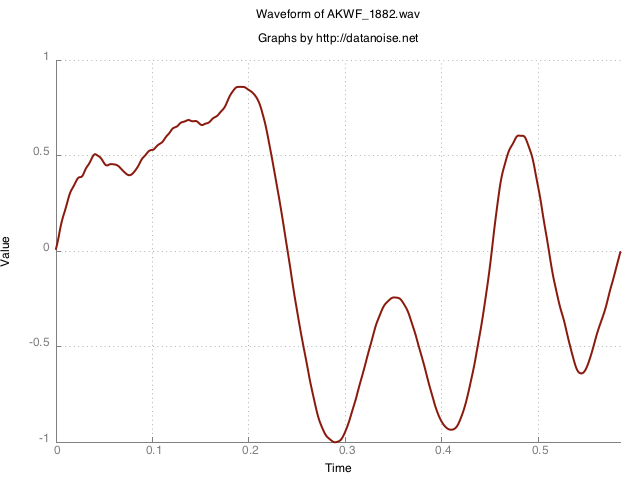 Waveform of AKWF_1882.wav
Graphs by http://datanoise.net
1
0.5
0
-0.5
-1
Value
0 0.1 0.2 0.3 0.4 0.5
Time